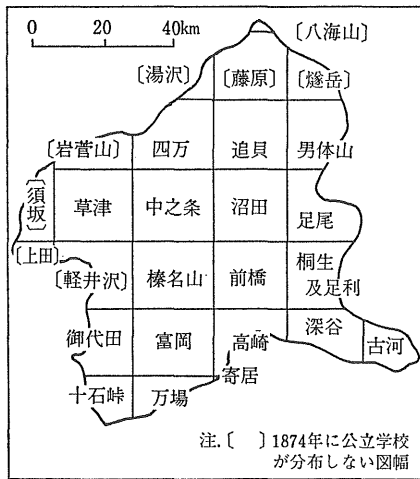 0 20 40km
〔八海山〕
〔湯沢〕
〔藤原〕
〔燧岳〕
〔岩菅山〕
四万
追貝
男体山
〔須坂〕
草津
中之条
沼田
足尾
〔上田〕
〔軽井沢〕
榛名山
前橋
桐生
及足利
御代田
富岡
高崎
深谷
古河
寄居
十石峠
万場
注.〔 〕1874年に公立学校
が分布しない図幅